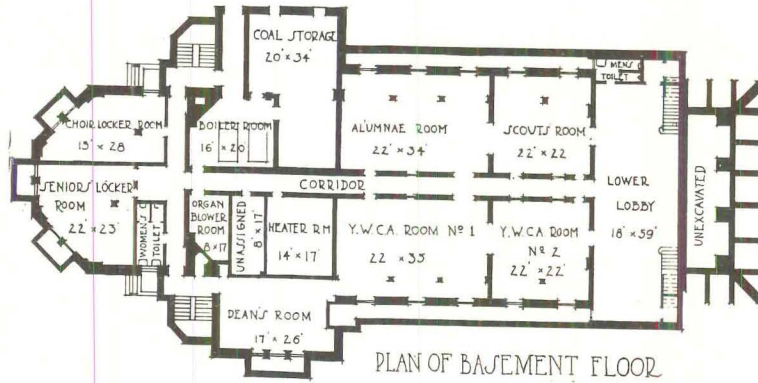 COAL STORAGE
20' × 34'
MEN'S
TOILET
CHOIR LOCKER ROOM
15' × 28
BOILER ROOM
16' × 20'
ALUMNAE ROOM
22' × 34'
SCOUTS ROOM
22' × 22
CORRIDOR
SENIORS' LOCKER
ROOM
22' × 23'
WOMEN'S
TOILET
ORGAN
BLOWER
ROOM
8 × 17
UNASSIGNED
8' × 17'
HEATER RM
14' × 17'
Y.W.C.A. ROOM Nº 1
22 × 35
Y.W.C.A. ROOM
Nº 2
22' × 22'
LOWER
LOBBY
18' × 59'
UNEXCAVATED
DEAN'S ROOM
17' × 26'
PLAN OF BASEMENT FLOOR